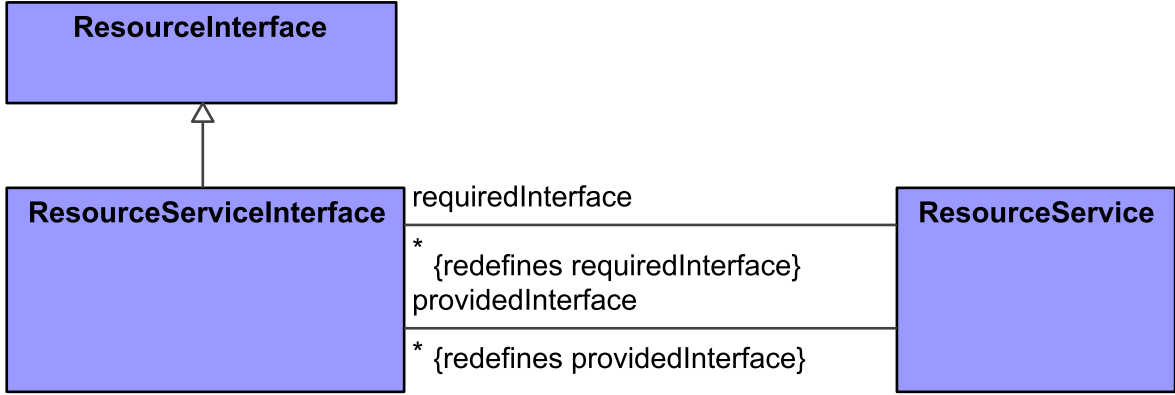 ResourceInterface
ResourceServiceInterface
requiredInterface
*
{redefines requiredInterface}
providedInterface
*
{redefines providedInterface}
ResourceService